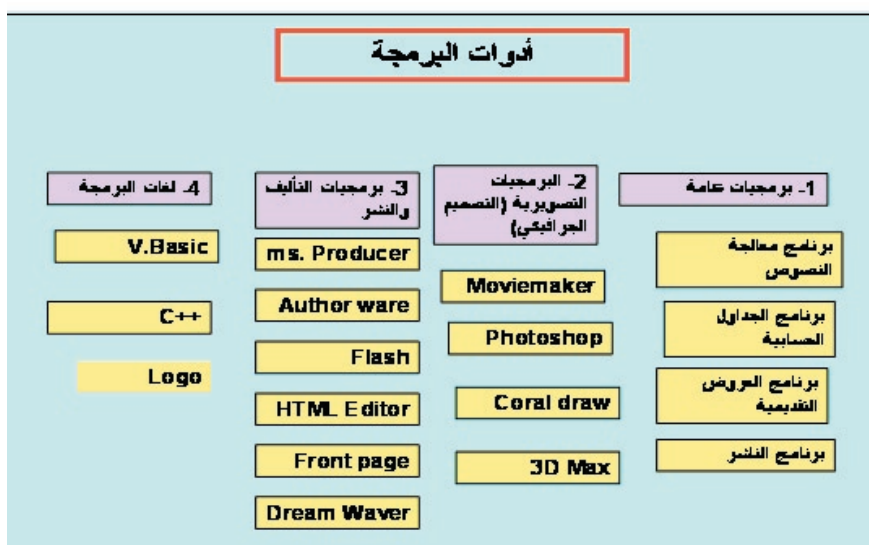 أدوات البرمجة
1- برمجيات عامة
برنامج معالجة
النصوص
برنامج الجداول
الحسابية
برنامج العروض
التقديمية
برنامج الناشر
2- البرمجيات
التصويرية (التصميم
الجرافيكي)
Moviemaker
Photoshop
Coral draw
3D Max
3- برمجيات التأليف
والنشر
ms. Producer
Author ware
Flash
HTML Editor
Front page
Dream Waver
4- لغات البرمجة
V.Basic
C++
Logo